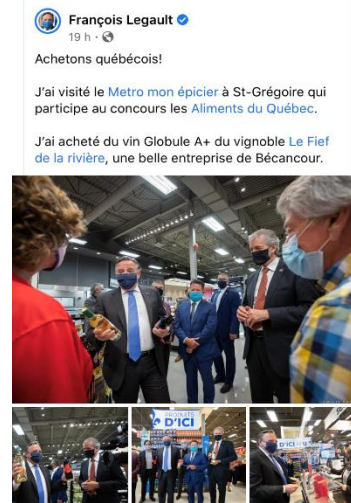 François Legault
19 h
Achetons québécois!
J'ai visité le Metro mon épicier à St-Grégoire qui
participe au concours les Aliments du Québec.
J'ai acheté du vin Globule A+ du vignoble Le Fief
de la rivière, une belle entreprise de Bécancour.
PRODUITS
D'ICI
D'ICI